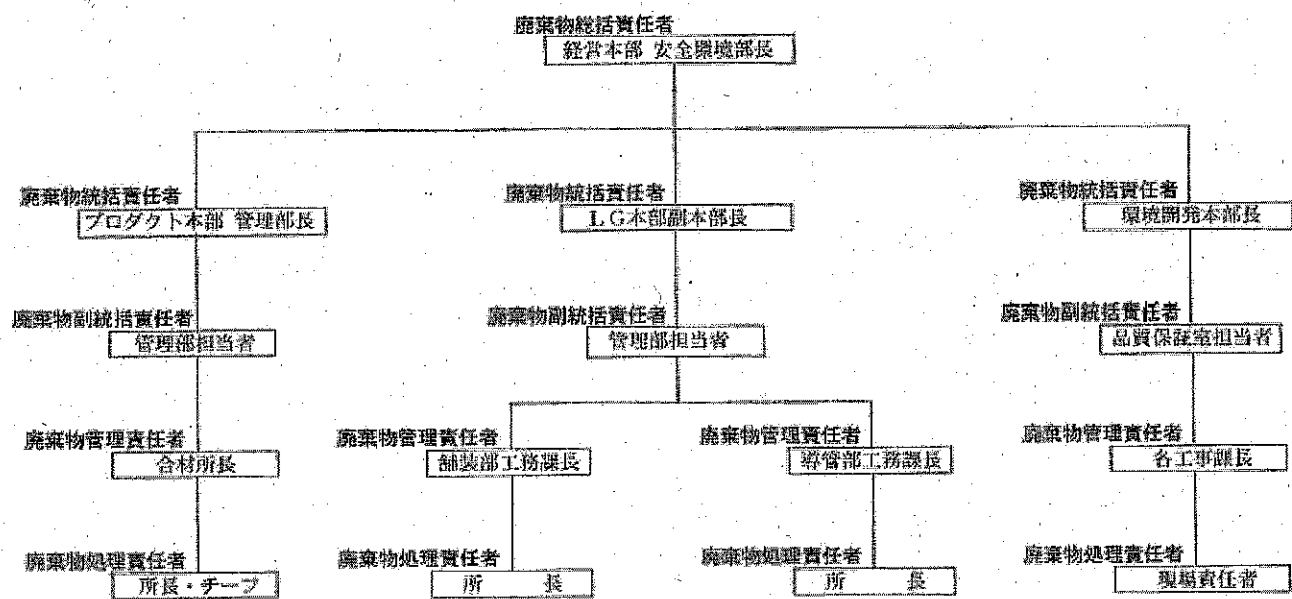 廃棄物総括責任者
経営本部 安全環境部長
廃棄物統括責任者
プロダクト本部 管理部長
廃棄物統括責任者
LG本部副本部長
廃棄物統括責任者
環境開発本部長
廃棄物副統括責任者
管理部担当者
廃棄物副統括責任者
管理部担当者
廃棄物副統括責任者
品質保証室担当者
廃棄物管理責任者
合材所長
廃棄物管理責任者
舗装部工務課長
廃棄物管理責任者
導管部工務課長
廃棄物管理責任者
各工事課長
廃棄物処理責任者
所長・チーフ
廃棄物処理責任者
所 長
廃棄物処理責任者
所 長
廃棄物処理責任者
現場責任者